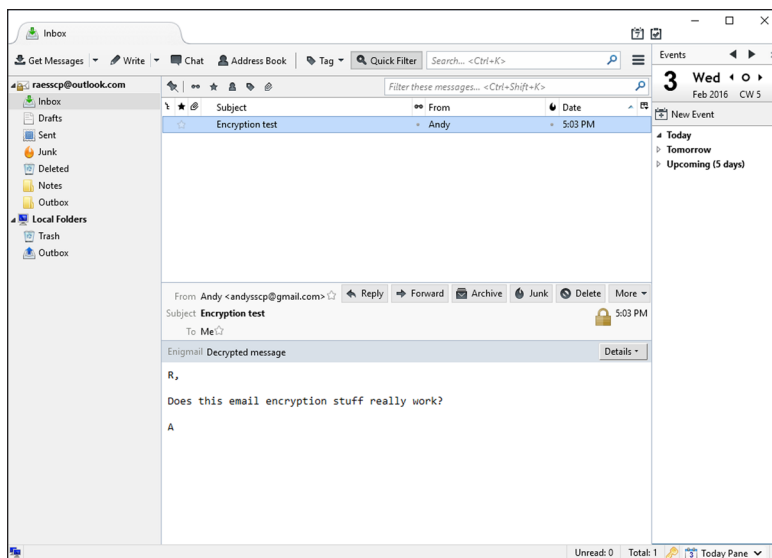 Inbox
7
Get Messages Write Chat Address Book Tag Quick Filter Search... <Ctrl+K>
Events
raesscp@outlook.com
Inbox
Drafts
Sent
Junk
Deleted
Notes
Outbox
Local Folders
Trash
Outbox
Filter these messages... <Ctrl+Shift+K>
Subject From Date
Encryption test Andy 5:03 PM
From Andy <andysscp@gmail.com> Reply Forward Archive Junk Delete More
Subject Encryption test 5:03 PM
To Me
Enigmail Decrypted message Details
R,
Does this email encryption stuff really work?
A
3 Wed
Feb 2016 CW 5
New Event
Today
Tomorrow
Upcoming (5 days)
Unread: 0 Total: 1 3 Today Pane